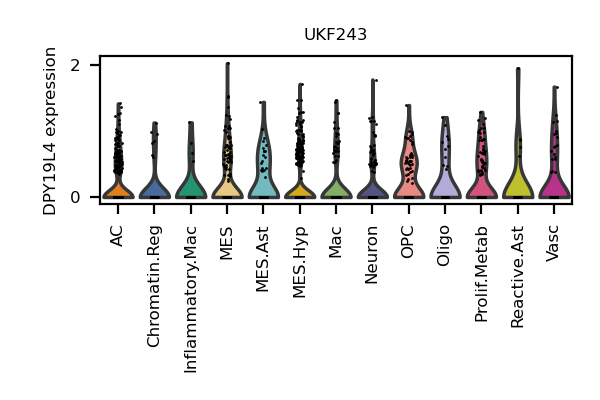 UKF243
DPY19L4 expression
2
0
AC
Chromatin.Reg
Inflammatory.Mac
MES
MES.Ast
MES.Hyp
Mac
Neuron
OPC
Oligo
Prolif.Metab
Reactive.Ast
Vasc